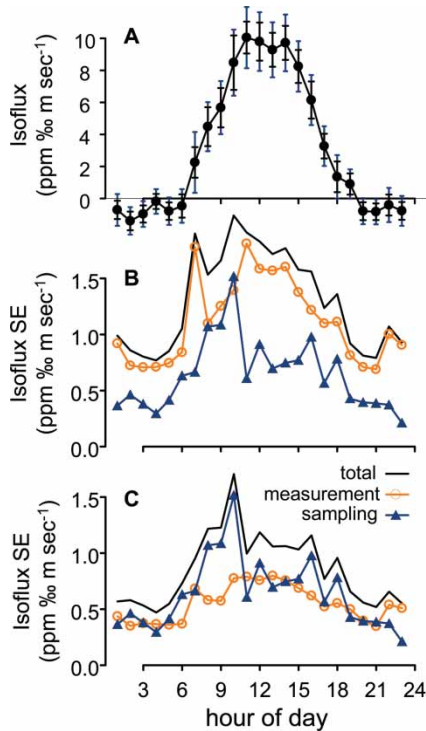 A
10
8
6
4
2
0
Isoflux
(ppm ‰ m sec⁻¹)
B
1.5
1.0
0.5
0.0
Isoflux SE
(ppm ‰ m sec⁻¹)
C
total
measurement
sampling
1.5
1.0
0.5
0.0
Isoflux SE
(ppm ‰ m sec⁻¹)
3 6 9 12 15 18 21 24
hour of day